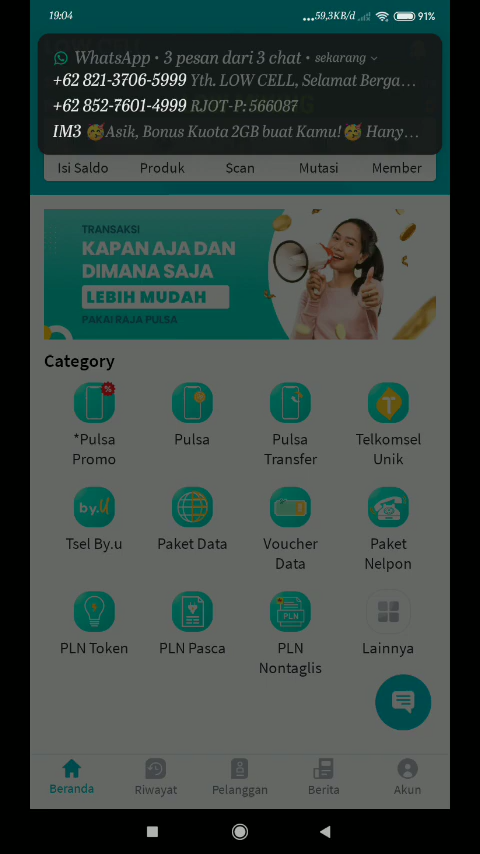 19:04
...59,3KB/d
91%
WhatsApp • 3 pesan dari 3 chat • sekarang
+62 821-3706-5999 Yth. LOW CELL, Selamat Berga...
+62 852-7601-4999 RJOT-P: 566087
IM3 🥳Asik, Bonus Kuota 2GB buat Kamu!🥳 Hany...
Isi Saldo Produk Scan Mutasi Member
TRANSAKSI
KAPAN AJA DAN
DIMANA SAJA
LEBIH MUDAH
PAKAI RAJA PULSA
Category
*Pulsa Promo
Pulsa
Pulsa Transfer
Telkomsel Unik
by.U
Tsel By.u
Paket Data
Voucher Data
Paket Nelpon
PLN Token
PLN Pasca
PLN
PLN Nontaglis
Lainnya
Beranda Riwayat Pelanggan Berita Akun